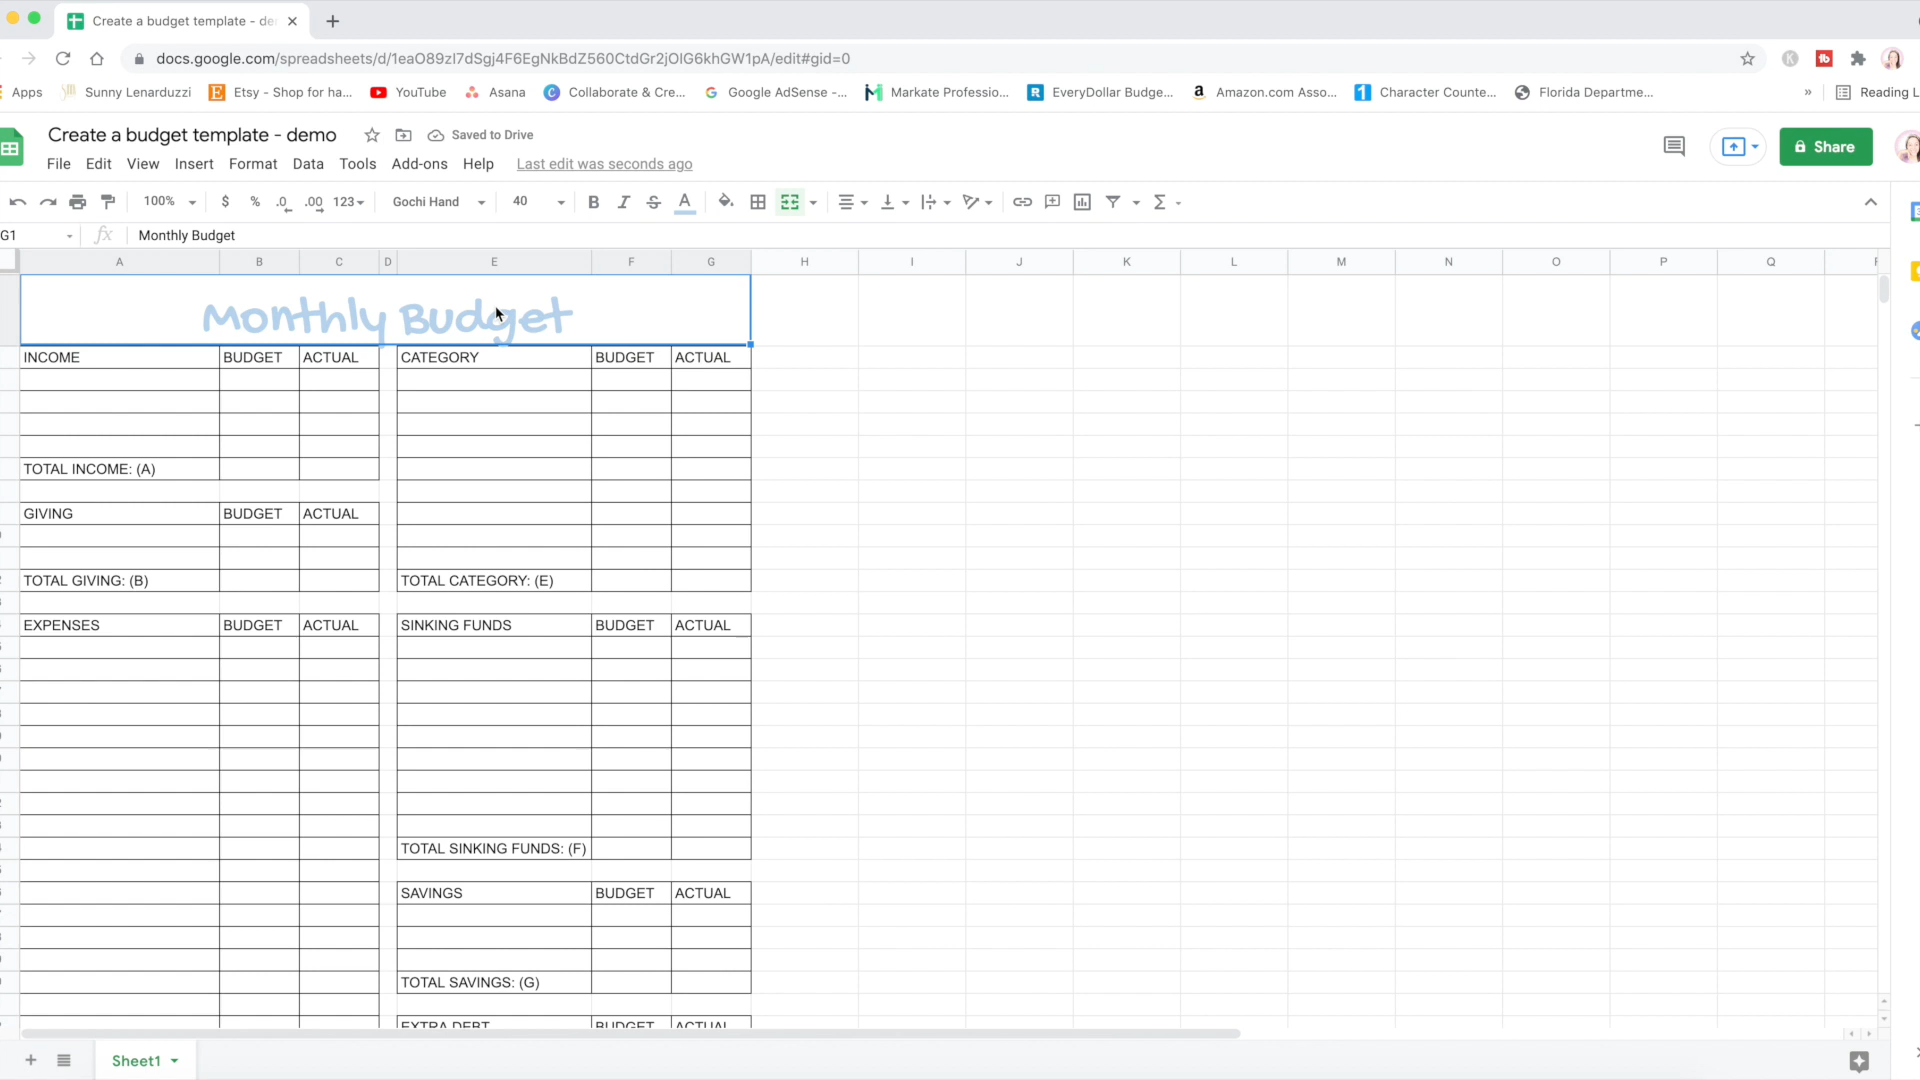 Create a budget template - de
docs.google.com/spreadsheets/d/1eaO89zI7dSgj4F6EgNkBdZ560CtdGr2jOIG6khGW1pA/edit#gid=0
Apps Sunny Lenarduzzi Etsy - Shop for ha... YouTube Asana Collaborate & Cre... Google AdSense -... Markate Professio... EveryDollar Budge... Amazon.com Asso... Character Counte... Florida Departme... » Reading L
Create a budget template - demo Saved to Drive
File Edit View Insert Format Data Tools Add-ons Help Last edit was seconds ago
Share
100% $ % .0 .00 123 Gochi Hand 40 B I S A Σ
G1 fx Monthly Budget
A B C D E F G H I J K L M N O P Q
Monthly Budget
INCOME BUDGET ACTUAL CATEGORY BUDGET ACTUAL
TOTAL INCOME: (A)
GIVING BUDGET ACTUAL
TOTAL GIVING: (B) TOTAL CATEGORY: (E)
EXPENSES BUDGET ACTUAL SINKING FUNDS BUDGET ACTUAL
TOTAL SINKING FUNDS: (F)
SAVINGS BUDGET ACTUAL
TOTAL SAVINGS: (G)
EXTRA DEBT BUDGET ACTUAL
Sheet1